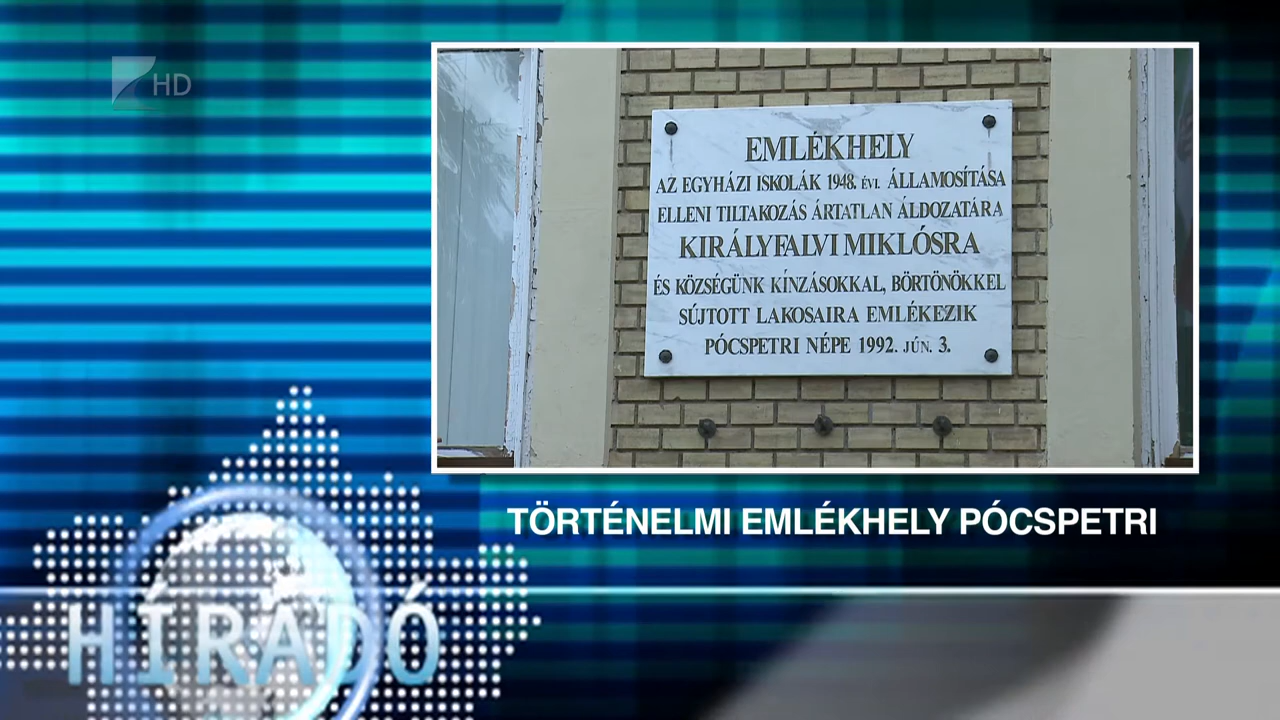 HD
EMLÉKHELY
AZ EGYHÁZI ISKOLÁK 1948. ÉVI. ÁLLAMOSÍTÁSA
ELLENI TILTAKOZÁS ÁRTATLAN ÁLDOZATÁRA
KIRÁLYFALVI MIKLÓSRA
ÉS KÖZSÉGÜNK KÍNZÁSOKKAL, BÖRTÖNÖKKEL
SÚJTOTT LAKOSAIRA EMLÉKEZIK
PÓCSPETRI NÉPE 1992. JÚN. 3.
TÖRTÉNELMI EMLÉKHELY PÓCSPETRI
HÍRADÓ